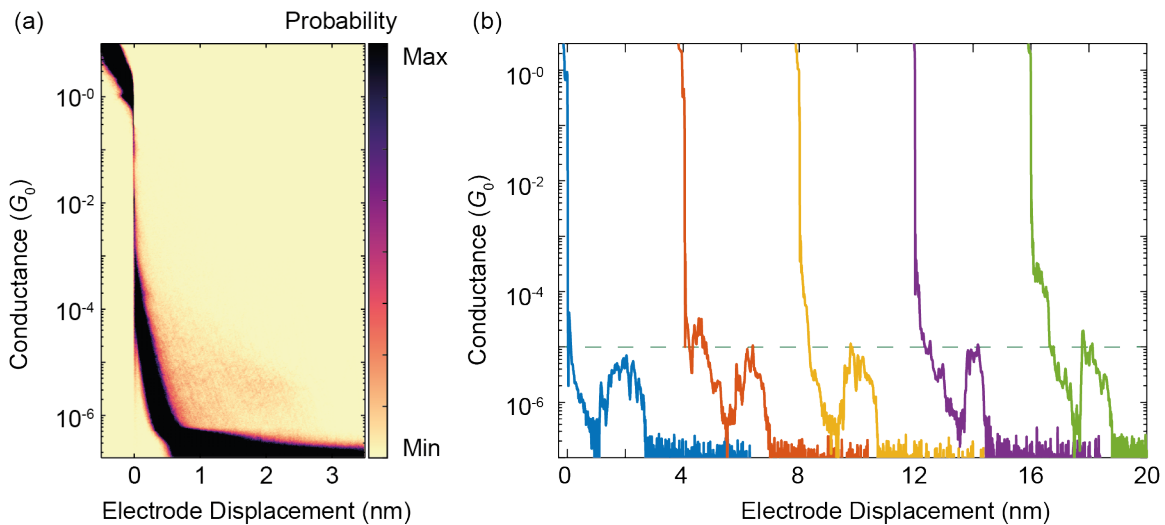 (a)
Probability
Max
Min
Conductance (G₀)
10⁻⁰
10⁻²
10⁻⁴
10⁻⁶
0 1 2 3
Electrode Displacement (nm)
(b)
Conductance (G₀)
10⁻⁰
10⁻²
10⁻⁴
10⁻⁶
0 4 8 12 16 20
Electrode Displacement (nm)